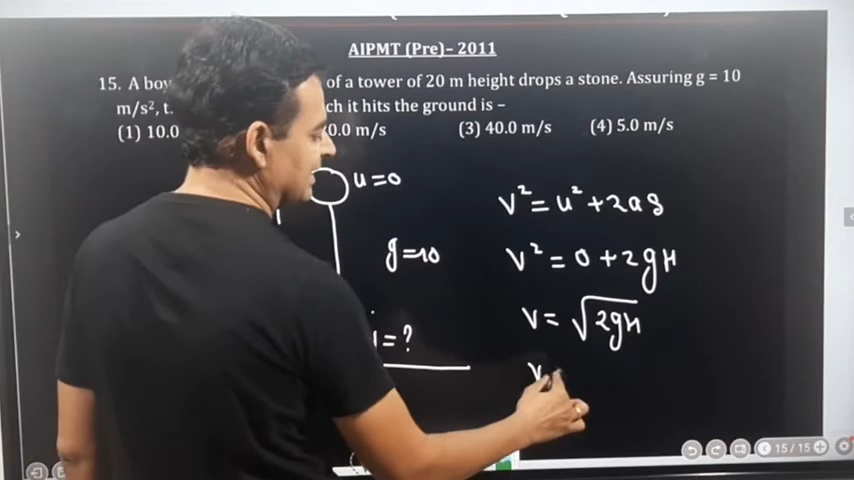 AIPMT (Pre)- 2011
15. A boy of a tower of 20 m height drops a stone. Assuring g = 10
m/s², t ch it hits the ground is –
(1) 10.0 0.0 m/s (3) 40.0 m/s (4) 5.0 m/s
u = 0
g = 10
= ?
v² = u² + 2as
v² = 0 + 2gH
v = √2gH
v
15 / 15